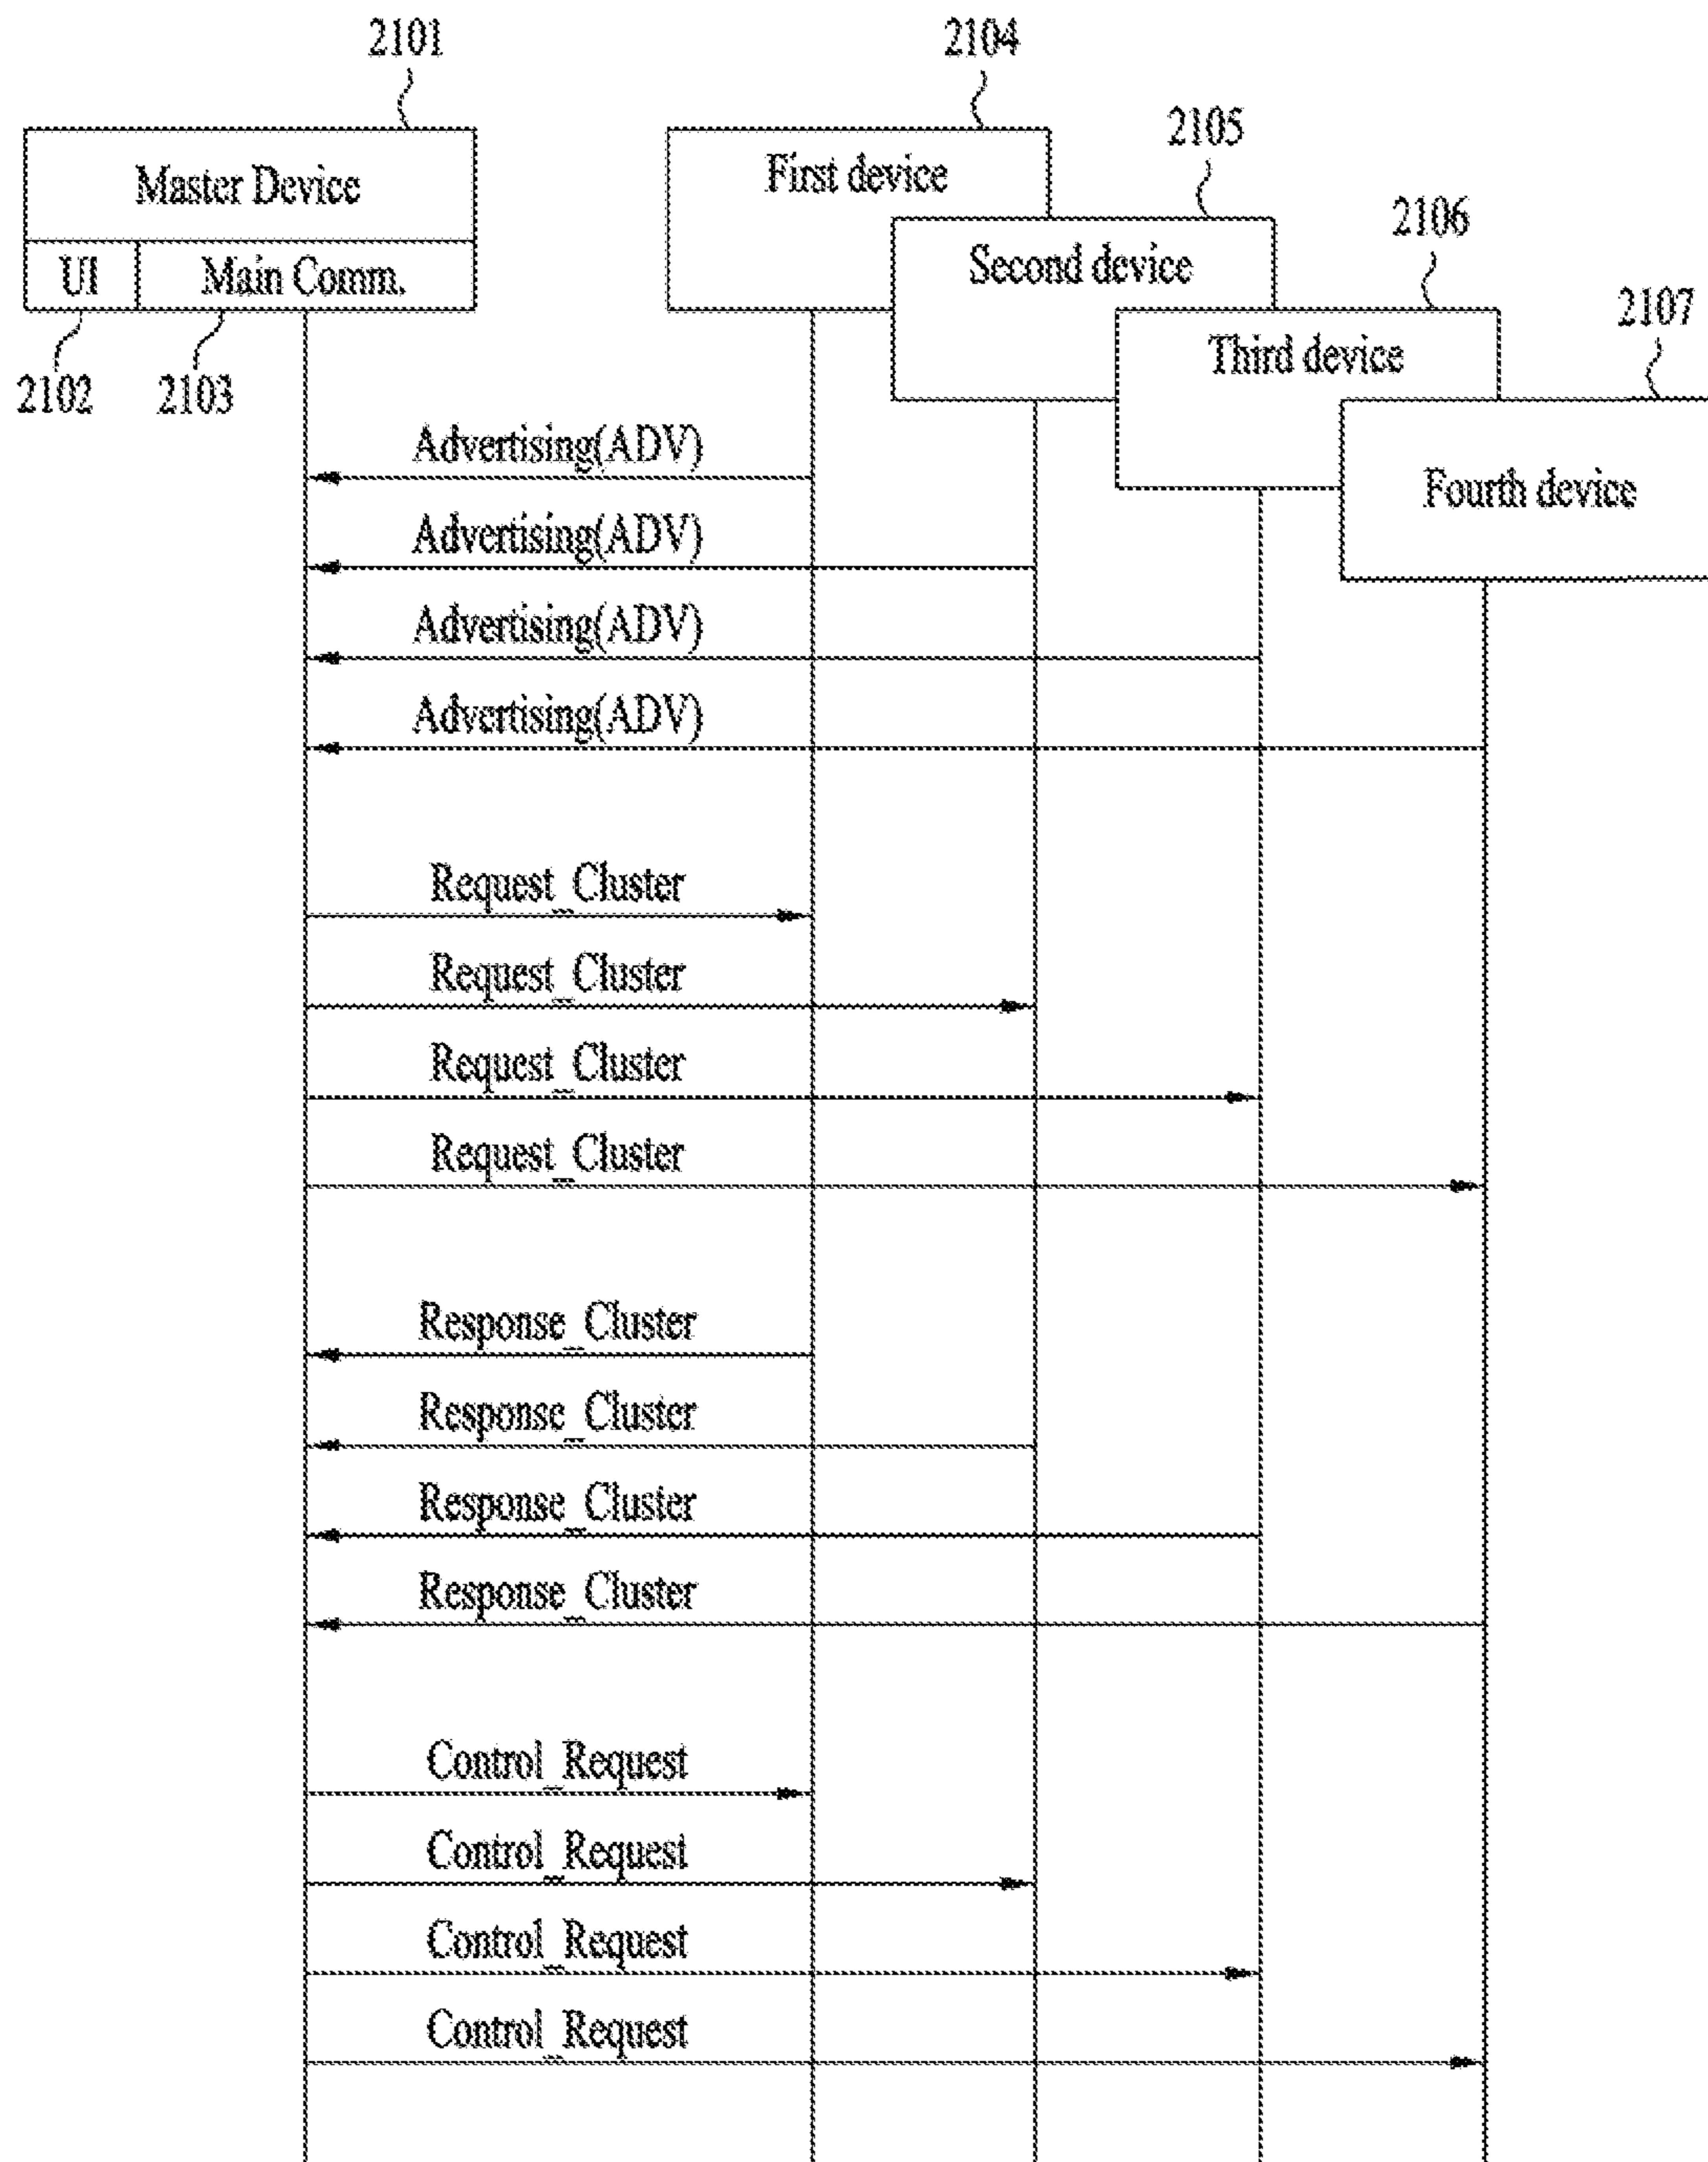 2101
2104
2105
2106
2107
Master Device
UI
Main Comm.
2102
2103
First device
Second device
Third device
Fourth device
Advertising(ADV)
Advertising(ADV)
Advertising(ADV)
Advertising(ADV)
Request_Cluster
Request_Cluster
Request_Cluster
Request_Cluster
Response_Cluster
Response_Cluster
Response_Cluster
Response_Cluster
Control_Request
Control_Request
Control_Request
Control_Request